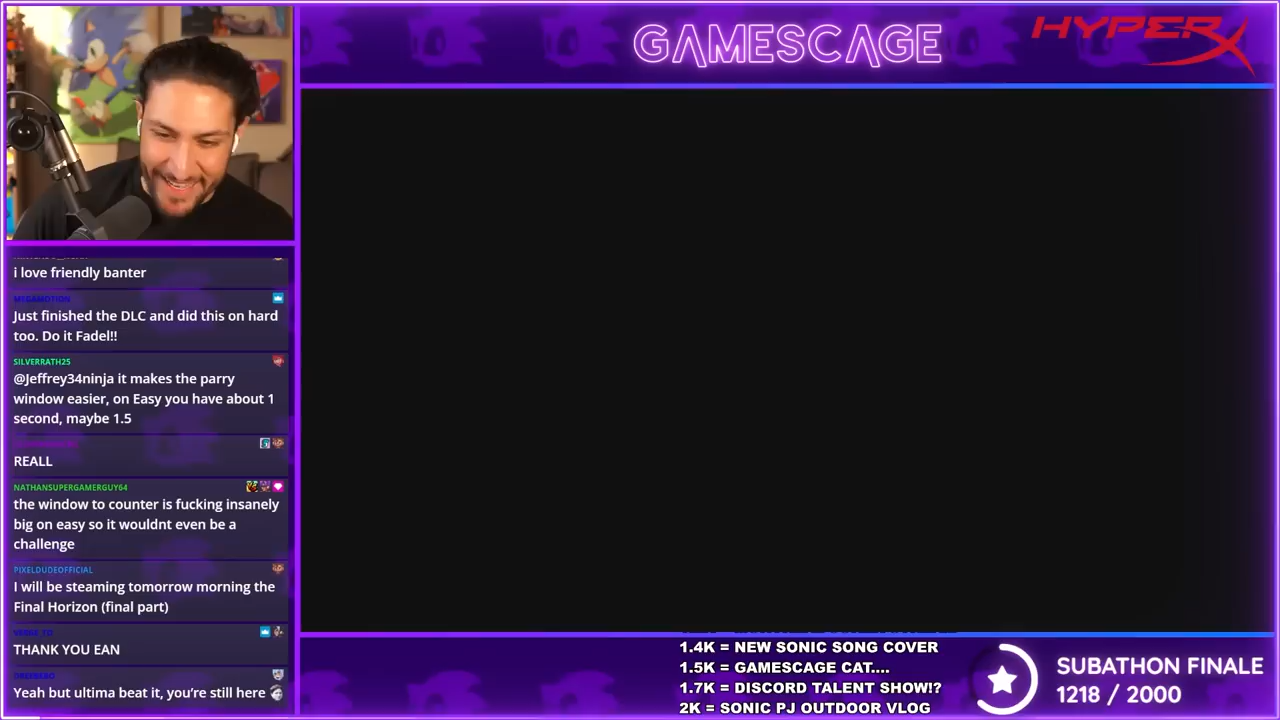 GAMESCAGE
HYPERX
i love friendly banter
MEGAMOTION
Just finished the DLC and did this on hard
too. Do it Fadel!!
SILVERRATH25
@Jeffrey34ninja it makes the parry
window easier, on Easy you have about 1
second, maybe 1.5
REALL
NATHANSUPERGAMERGUY64
the window to counter is fucking insanely
big on easy so it wouldnt even be a
challenge
PIXELDUDEOFFICIAL
I will be steaming tomorrow morning the
Final Horizon (final part)
THANK YOU EAN
Yeah but ultima beat it, you’re still here
1.4K = NEW SONIC SONG COVER
1.5K = GAMESCAGE CAT....
1.7K = DISCORD TALENT SHOW!?
2K = SONIC PJ OUTDOOR VLOG
SUBATHON FINALE
1218 / 2000